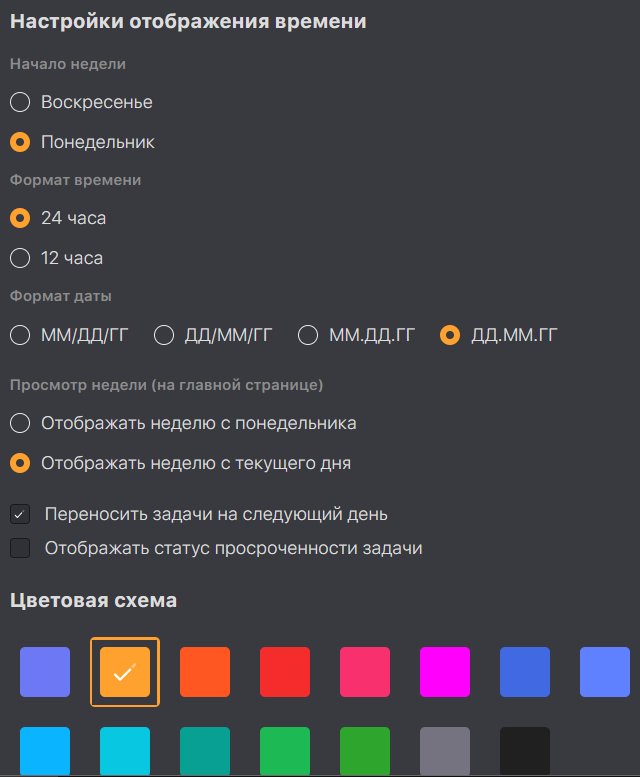 Настройки отображения времени
Начало недели
Воскресенье
Понедельник
Формат времени
24 часа
12 часа
Формат даты
ММ/ДД/ГГ ДД/ММ/ГГ ММ.ДД.ГГ ДД.ММ.ГГ
Просмотр недели (на главной странице)
Отображать неделю с понедельника
Отображать неделю с текущего дня
Переносить задачи на следующий день
Отображать статус просроченности задачи
Цветовая схема